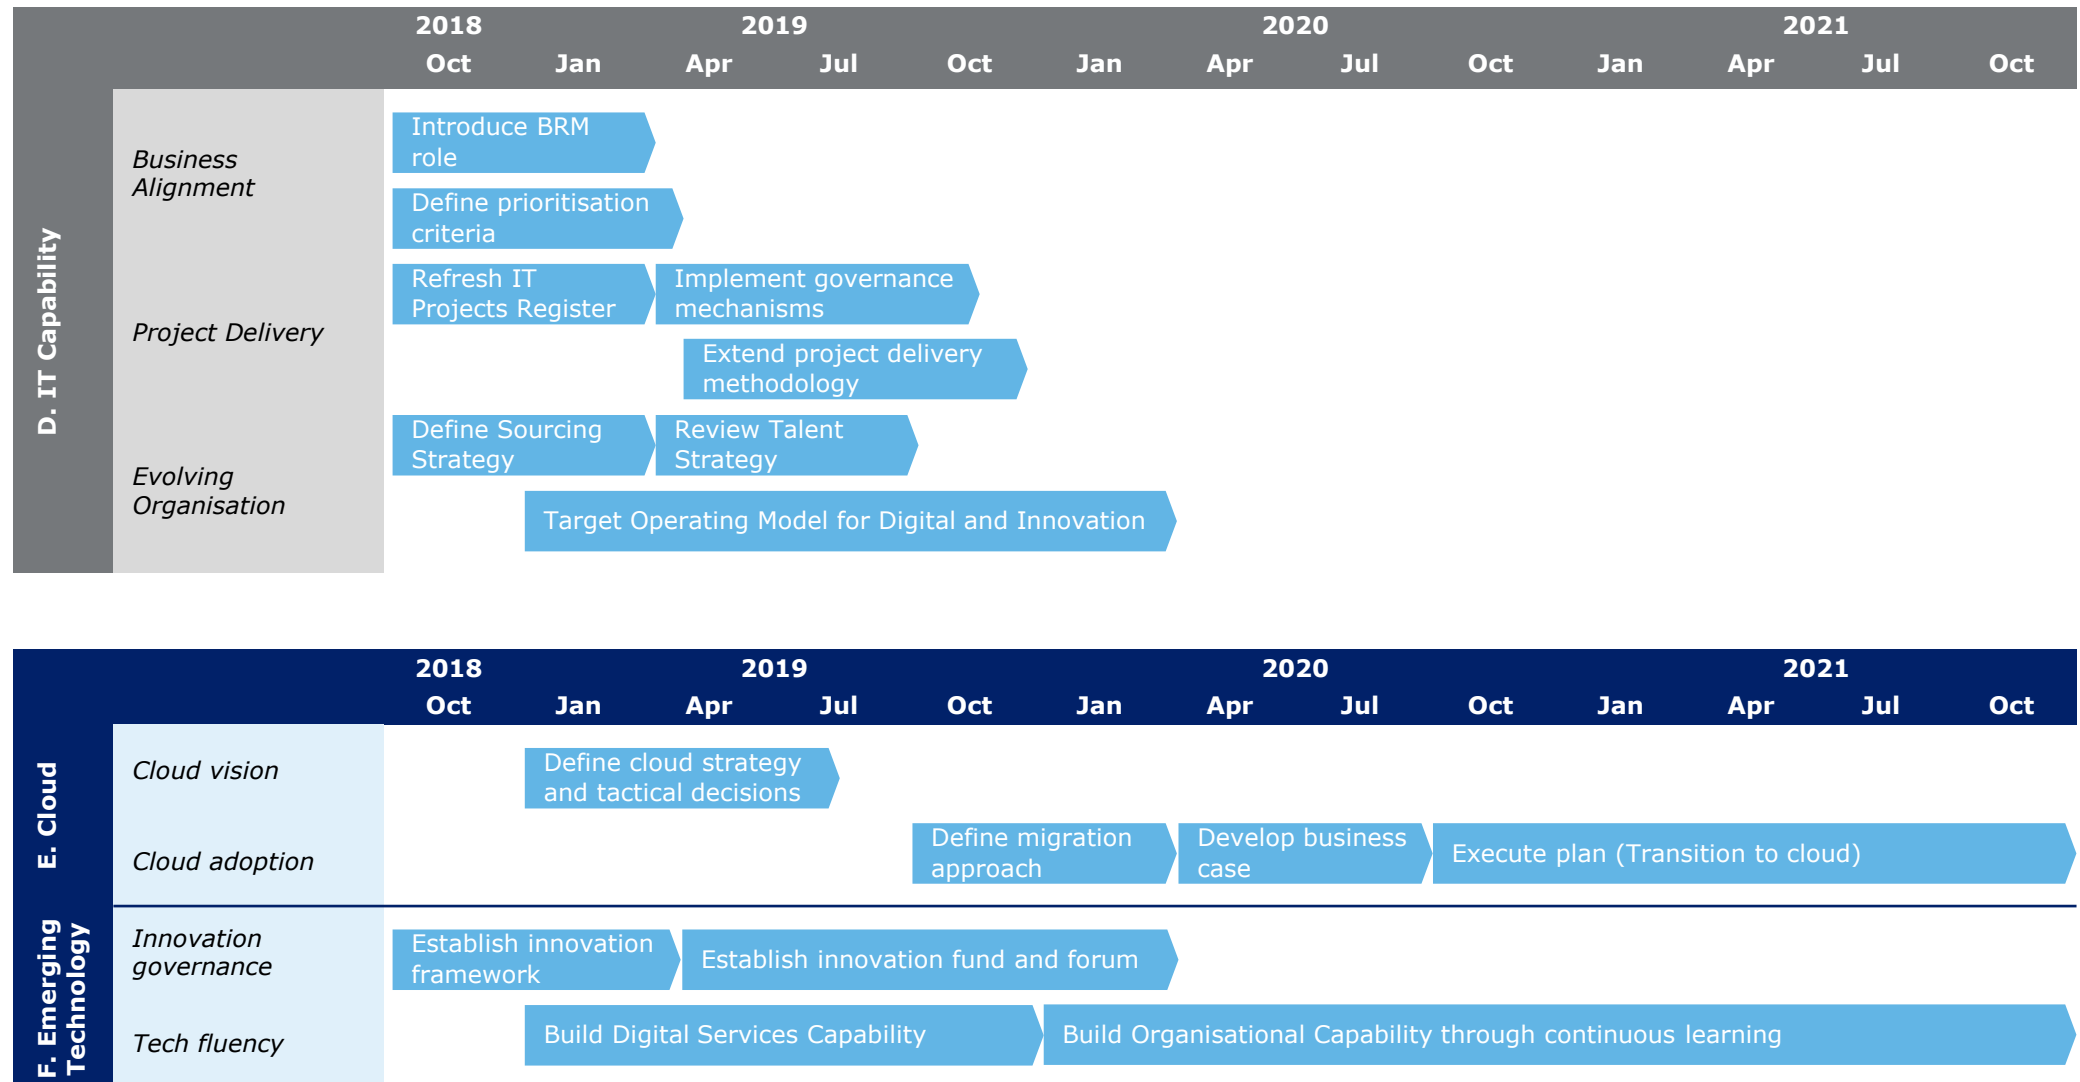 2018 2019 2020 2021
Oct Jan Apr Jul Oct Jan Apr Jul Oct Jan Apr Jul Oct
D. IT Capability
Business
Alignment
Introduce BRM
role
Define prioritisation
criteria
Project Delivery
Refresh IT
Projects Register
Implement governance
mechanisms
Extend project delivery
methodology
Evolving
Organisation
Define Sourcing
Strategy
Review Talent
Strategy
Target Operating Model for Digital and Innovation
2018 2019 2020 2021
Oct Jan Apr Jul Oct Jan Apr Jul Oct Jan Apr Jul Oct
E. Cloud
Cloud vision
Define cloud strategy
and tactical decisions
Cloud adoption
Define migration
approach
Develop business
case
Execute plan (Transition to cloud)
F. Emerging
Technology
Innovation
governance
Establish innovation
framework
Establish innovation fund and forum
Tech fluency
Build Digital Services Capability
Build Organisational Capability through continuous learning